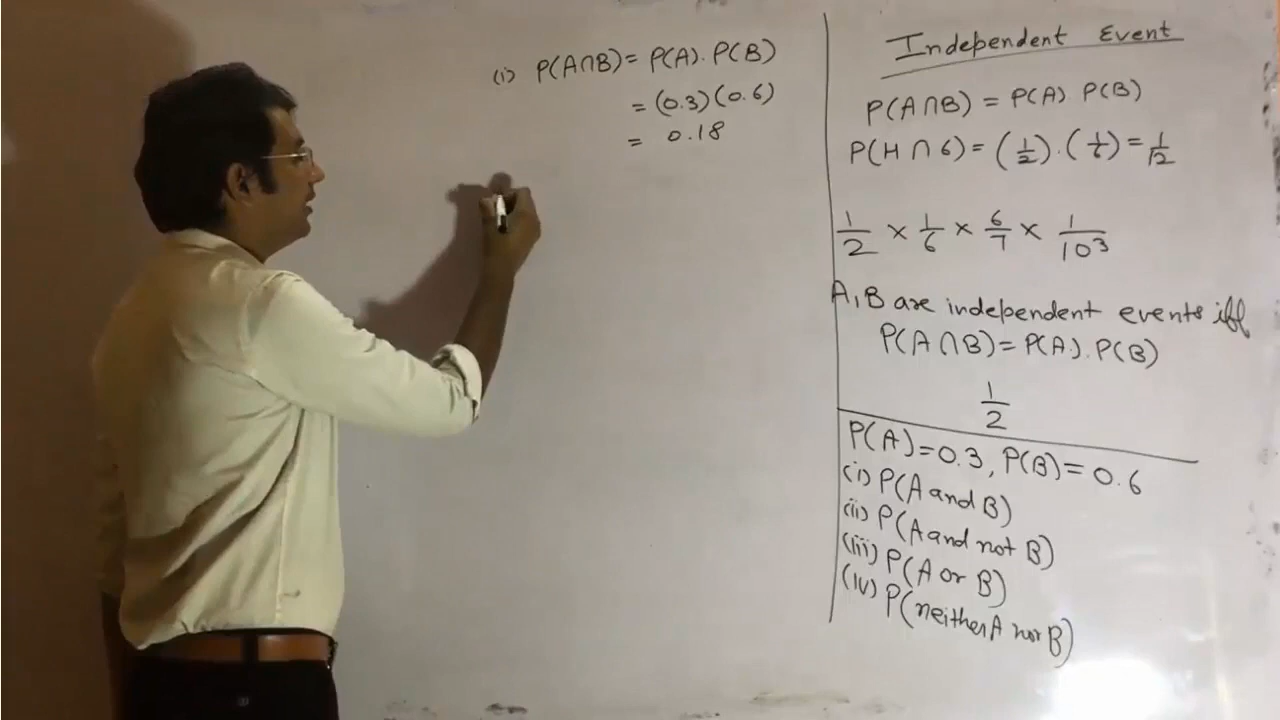 (i) P(A∩B) = P(A). P(B)
= (0.3)(0.6)
= 0.18
Independent Event
P(A∩B) = P(A) P(B)
P(H∩6) = (1/2).(1/6) = 1/12
1/2 × 1/6 × 6/7 × 1/10³
A,B are independent events iff
P(A∩B) = P(A). P(B)
1/2
P(A)=0.3, P(B)=0.6
(i) P(A and B)
(ii) P(A and not B)
(iii) P(A or B)
(iv) P(neither A nor B)